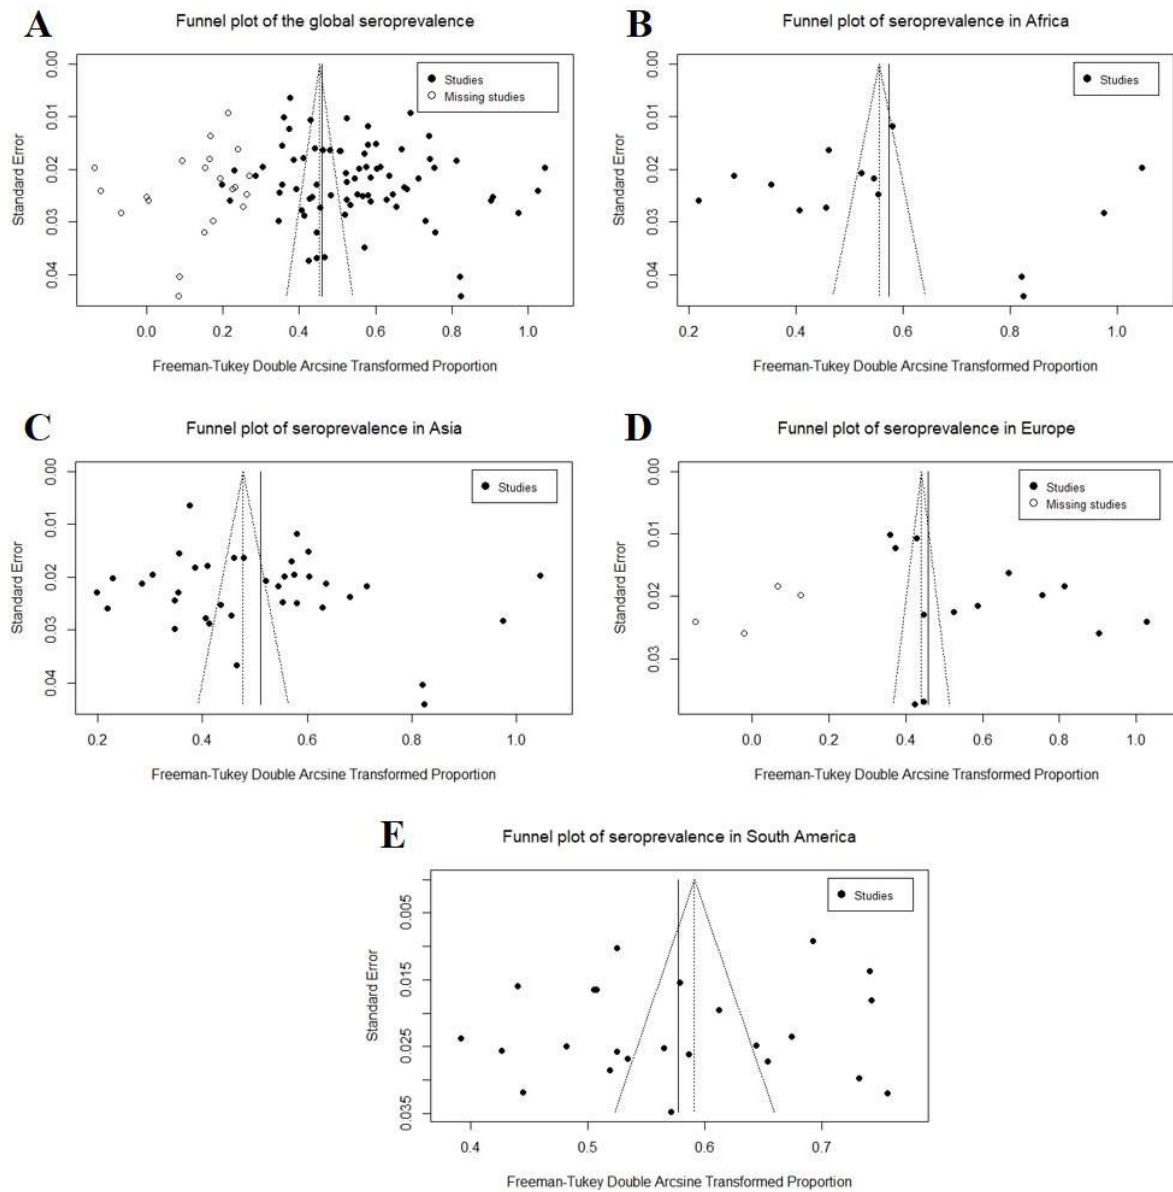 A
Funnel plot of the global seroprevalence
Studies
Missing studies
0.00
0.01
0.02
0.03
0.04
Standard Error
0.0 0.2 0.4 0.6 0.8 1.0
Freeman-Tukey Double Arcsine Transformed Proportion
B
Funnel plot of seroprevalence in Africa
Studies
0.00
0.01
0.02
0.03
0.04
Standard Error
0.2 0.4 0.6 0.8 1.0
Freeman-Tukey Double Arcsine Transformed Proportion
C
Funnel plot of seroprevalence in Asia
Studies
0.00
0.01
0.02
0.03
0.04
Standard Error
0.2 0.4 0.6 0.8 1.0
Freeman-Tukey Double Arcsine Transformed Proportion
D
Funnel plot of seroprevalence in Europe
Studies
Missing studies
0.00
0.01
0.02
0.03
Standard Error
0.0 0.2 0.4 0.6 0.8 1.0
Freeman-Tukey Double Arcsine Transformed Proportion
E
Funnel plot of seroprevalence in South America
Studies
0.005
0.015
0.025
0.035
Standard Error
0.4 0.5 0.6 0.7
Freeman-Tukey Double Arcsine Transformed Proportion